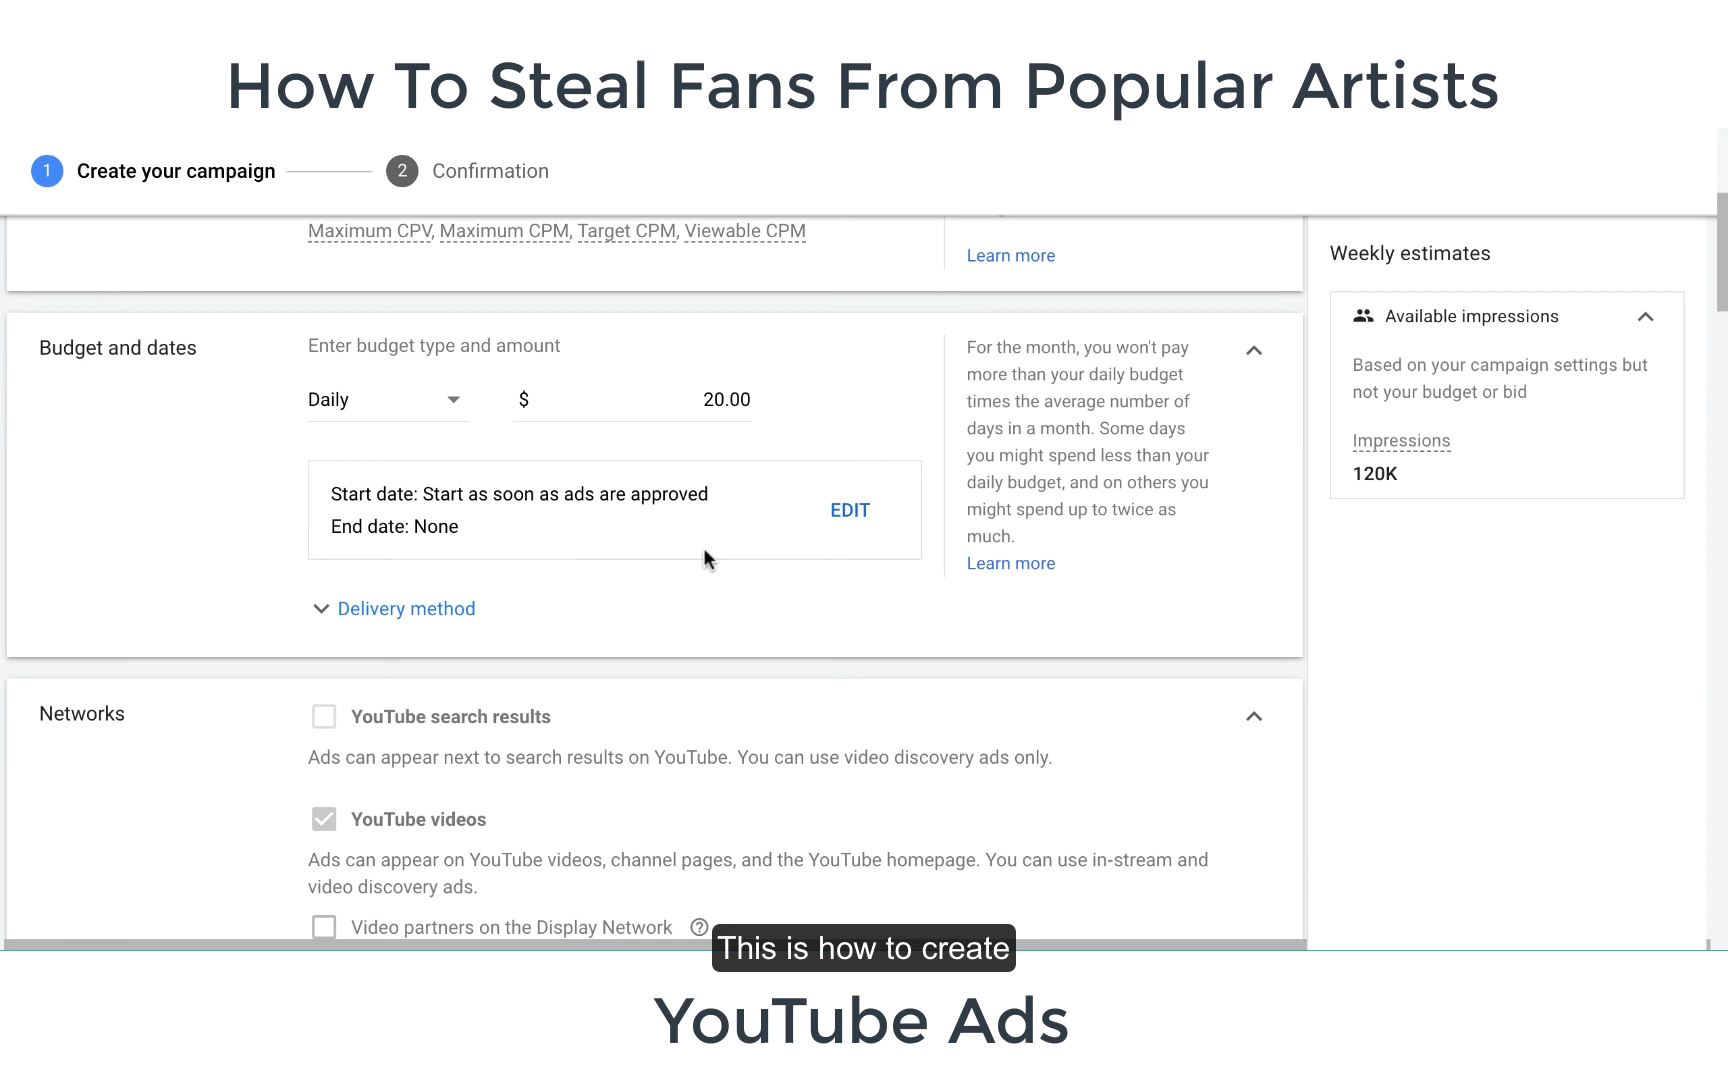 How To Steal Fans From Popular Artists
1 Create your campaign 2 Confirmation
Maximum CPV, Maximum CPM, Target CPM, Viewable CPM
Learn more
Budget and dates
Enter budget type and amount
Daily $ 20.00
Start date: Start as soon as ads are approved
End date: None
EDIT
Delivery method
For the month, you won't pay
more than your daily budget
times the average number of
days in a month. Some days
you might spend less than your
daily budget, and on others you
might spend up to twice as
much.
Learn more
Networks
YouTube search results
Ads can appear next to search results on YouTube. You can use video discovery ads only.
YouTube videos
Ads can appear on YouTube videos, channel pages, and the YouTube homepage. You can use in-stream and
video discovery ads.
Video partners on the Display Network ?
Weekly estimates
Available impressions
Based on your campaign settings but
not your budget or bid
Impressions
120K
This is how to create
YouTube Ads